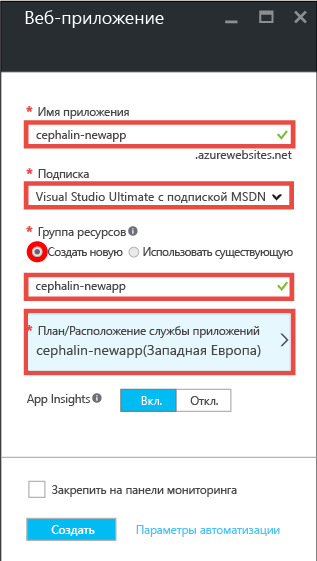 Веб-приложение
* Имя приложения
cephalin-newapp
.azurewebsites.net
* Подписка
Visual Studio Ultimate с подпиской MSDN
* Группа ресурсов
Создать новую Использовать существующую
cephalin-newapp
* План/Расположение службы приложений
cephalin-newapp(Западная Европа)
App Insights Вкл. Откл.
Закрепить на панели мониторинга
Создать Параметры автоматизации